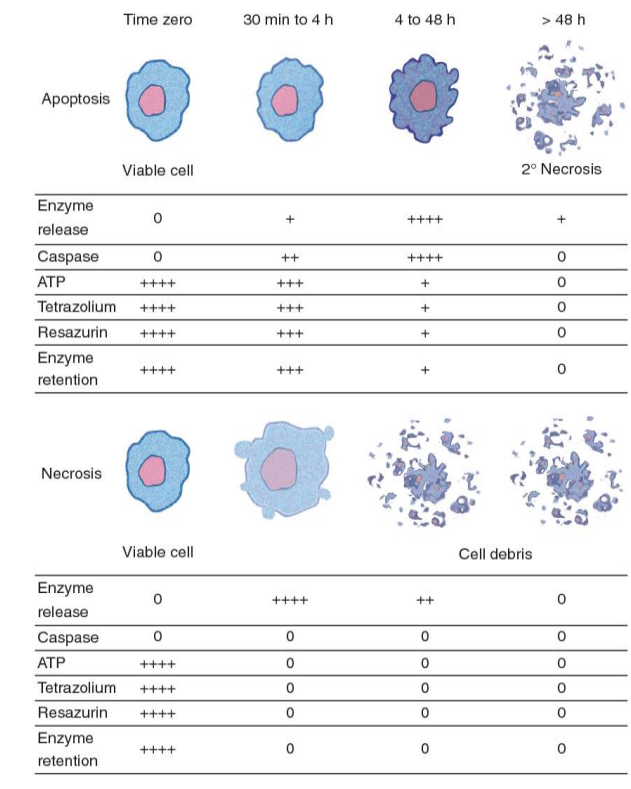 Time zero 30 min to 4 h 4 to 48 h > 48 h
Apoptosis
Viable cell 2° Necrosis
Enzyme
release 0 + ++++ +
Caspase 0 ++ ++++ 0
ATP ++++ +++ + 0
Tetrazolium ++++ +++ + 0
Resazurin ++++ +++ + 0
Enzyme
retention ++++ +++ + 0
Necrosis
Viable cell Cell debris
Enzyme
release 0 ++++ ++ 0
Caspase 0 0 0 0
ATP ++++ 0 0 0
Tetrazolium ++++ 0 0 0
Resazurin ++++ 0 0 0
Enzyme
retention ++++ 0 0 0